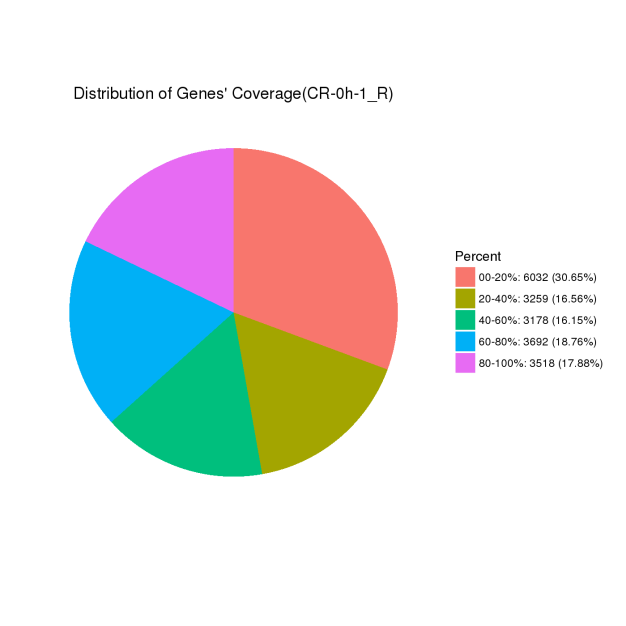 Distribution of Genes' Coverage(CR-0h-1_R)
Percent
00-20%: 6032 (30.65%)
20-40%: 3259 (16.56%)
40-60%: 3178 (16.15%)
60-80%: 3692 (18.76%)
80-100%: 3518 (17.88%)